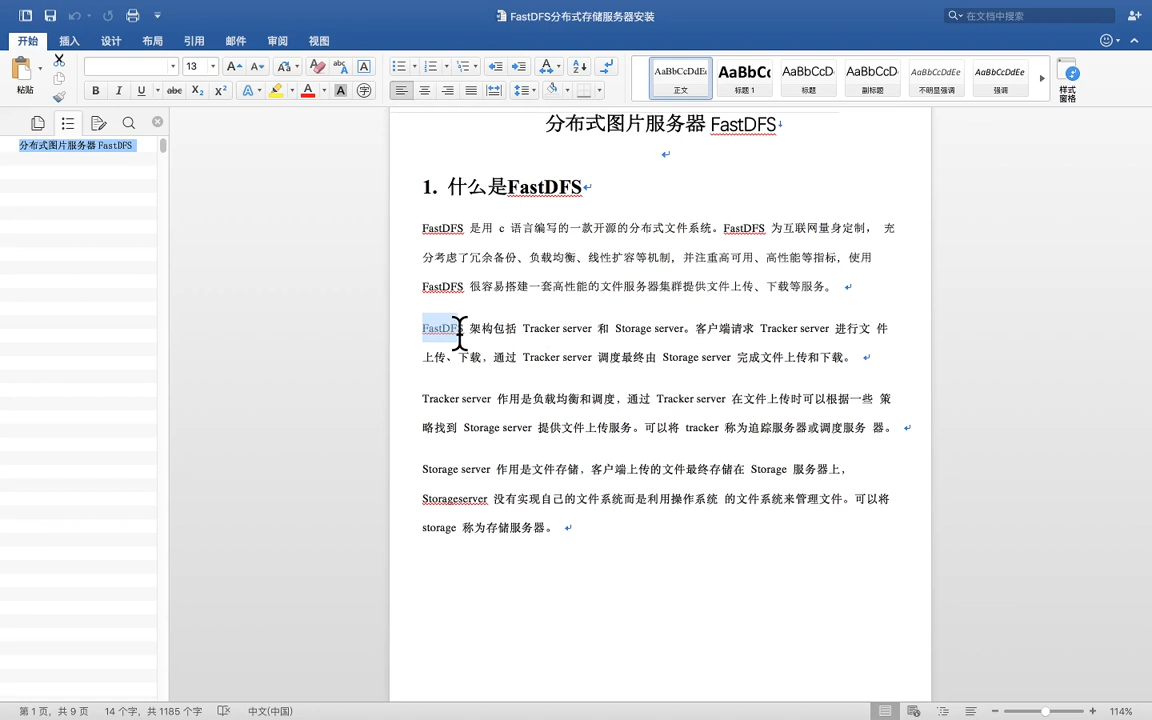 FastDFS分布式存储服务器安装
在文档中搜索
开始 插入 设计 布局 引用 邮件 审阅 视图
粘贴
13
B I U abc X₂ X²
AaBbCcDdEe AaBbCc AaBbCcD AaBbCcD AaBbCcDdEe AaBbCcDdEe
正文 标题 1 标题 副标题 不明显强调 强调
样式
窗格
分布式图片服务器 FastDFS
分布式图片服务器 FastDFS
1. 什么是FastDFS
FastDFS 是用 c 语言编写的一款开源的分布式文件系统。FastDFS 为互联网量身定制， 充
分考虑了冗余备份、负载均衡、线性扩容等机制，并注重高可用、高性能等指标，使用
FastDFS 很容易搭建一套高性能的文件服务器集群提供文件上传、下载等服务。
FastDFS 架构包括 Tracker server 和 Storage server。客户端请求 Tracker server 进行文 件
上传、下载，通过 Tracker server 调度最终由 Storage server 完成文件上传和下载。
Tracker server 作用是负载均衡和调度，通过 Tracker server 在文件上传时可以根据一些 策
略找到 Storage server 提供文件上传服务。可以将 tracker 称为追踪服务器或调度服务 器。
Storage server 作用是文件存储，客户端上传的文件最终存储在 Storage 服务器上，
Storageserver 没有实现自己的文件系统而是利用操作系统 的文件系统来管理文件。可以将
storage 称为存储服务器。
第 1 页，共 9 页 14 个字，共 1185 个字 中文(中国) 114%